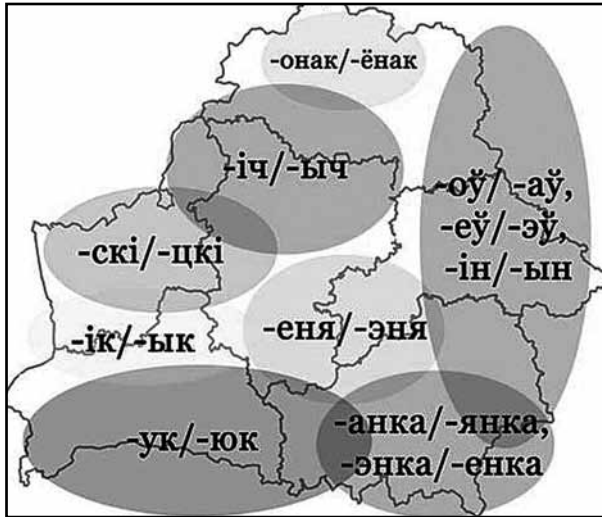 -онак/-ёнак
-іч/-ыч
-оў/ -аў,
-еў/-эў,
-ін/-ын
-скі/-цкі
-еня/-эня
-ік/-ык
-ук/-юк
-анка/-янка,
-энка/-енка